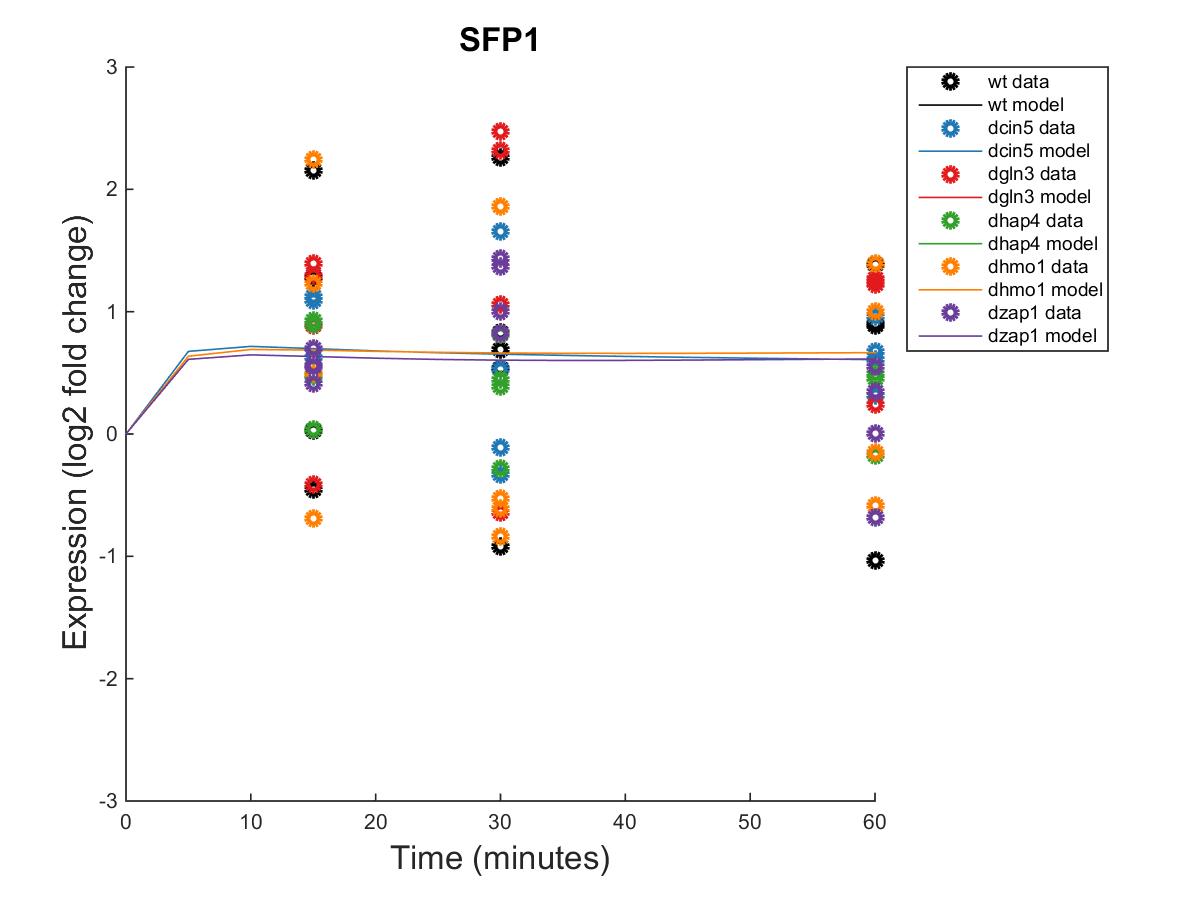 SFP1
3
2
1
0
-1
-2
-3
Expression (log2 fold change)
0 10 20 30 40 50 60
Time (minutes)
wt data
wt model
dcin5 data
dcin5 model
dgln3 data
dgln3 model
dhap4 data
dhap4 model
dhmo1 data
dhmo1 model
dzap1 data
dzap1 model